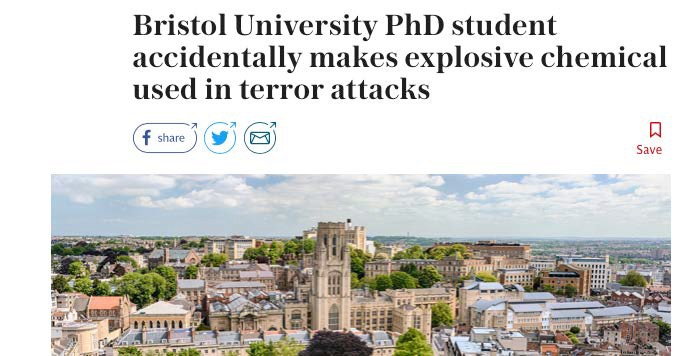 Bristol University PhD student
accidentally makes explosive chemical
used in terror attacks
share
Save